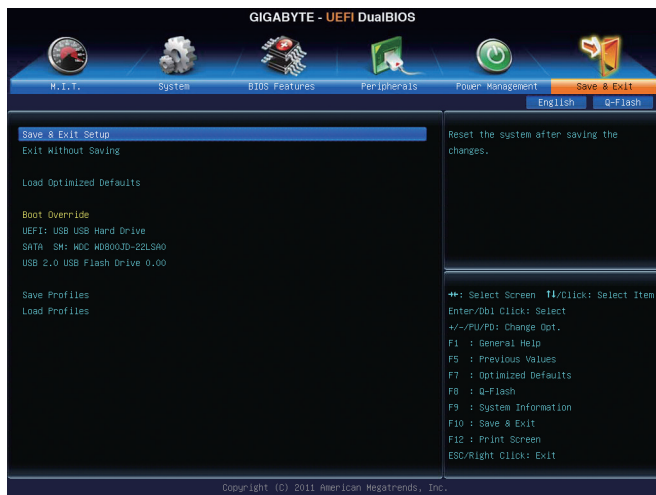 GIGABYTE - UEFI DualBIOS
M.I.T. System BIOS Features Peripherals Power Management Save & Exit
English Q-Flash
Save & Exit Setup
Exit Without Saving
Load Optimized Defaults
Boot Override
UEFI: USB USB Hard Drive
SATA SM: WDC WD800JD-22LSA0
USB 2.0 USB Flash Drive 0.00
Save Profiles
Load Profiles
Reset the system after saving the
changes.
→←: Select Screen ↑↓/Click: Select Item
Enter/Dbl Click: Select
+/-/PU/PD: Change Opt.
F1 : General Help
F5 : Previous Values
F7 : Optimized Defaults
F8 : Q-Flash
F9 : System Information
F10 : Save & Exit
F12 : Print Screen
ESC/Right Click: Exit
Copyright (C) 2011 American Megatrends, Inc.